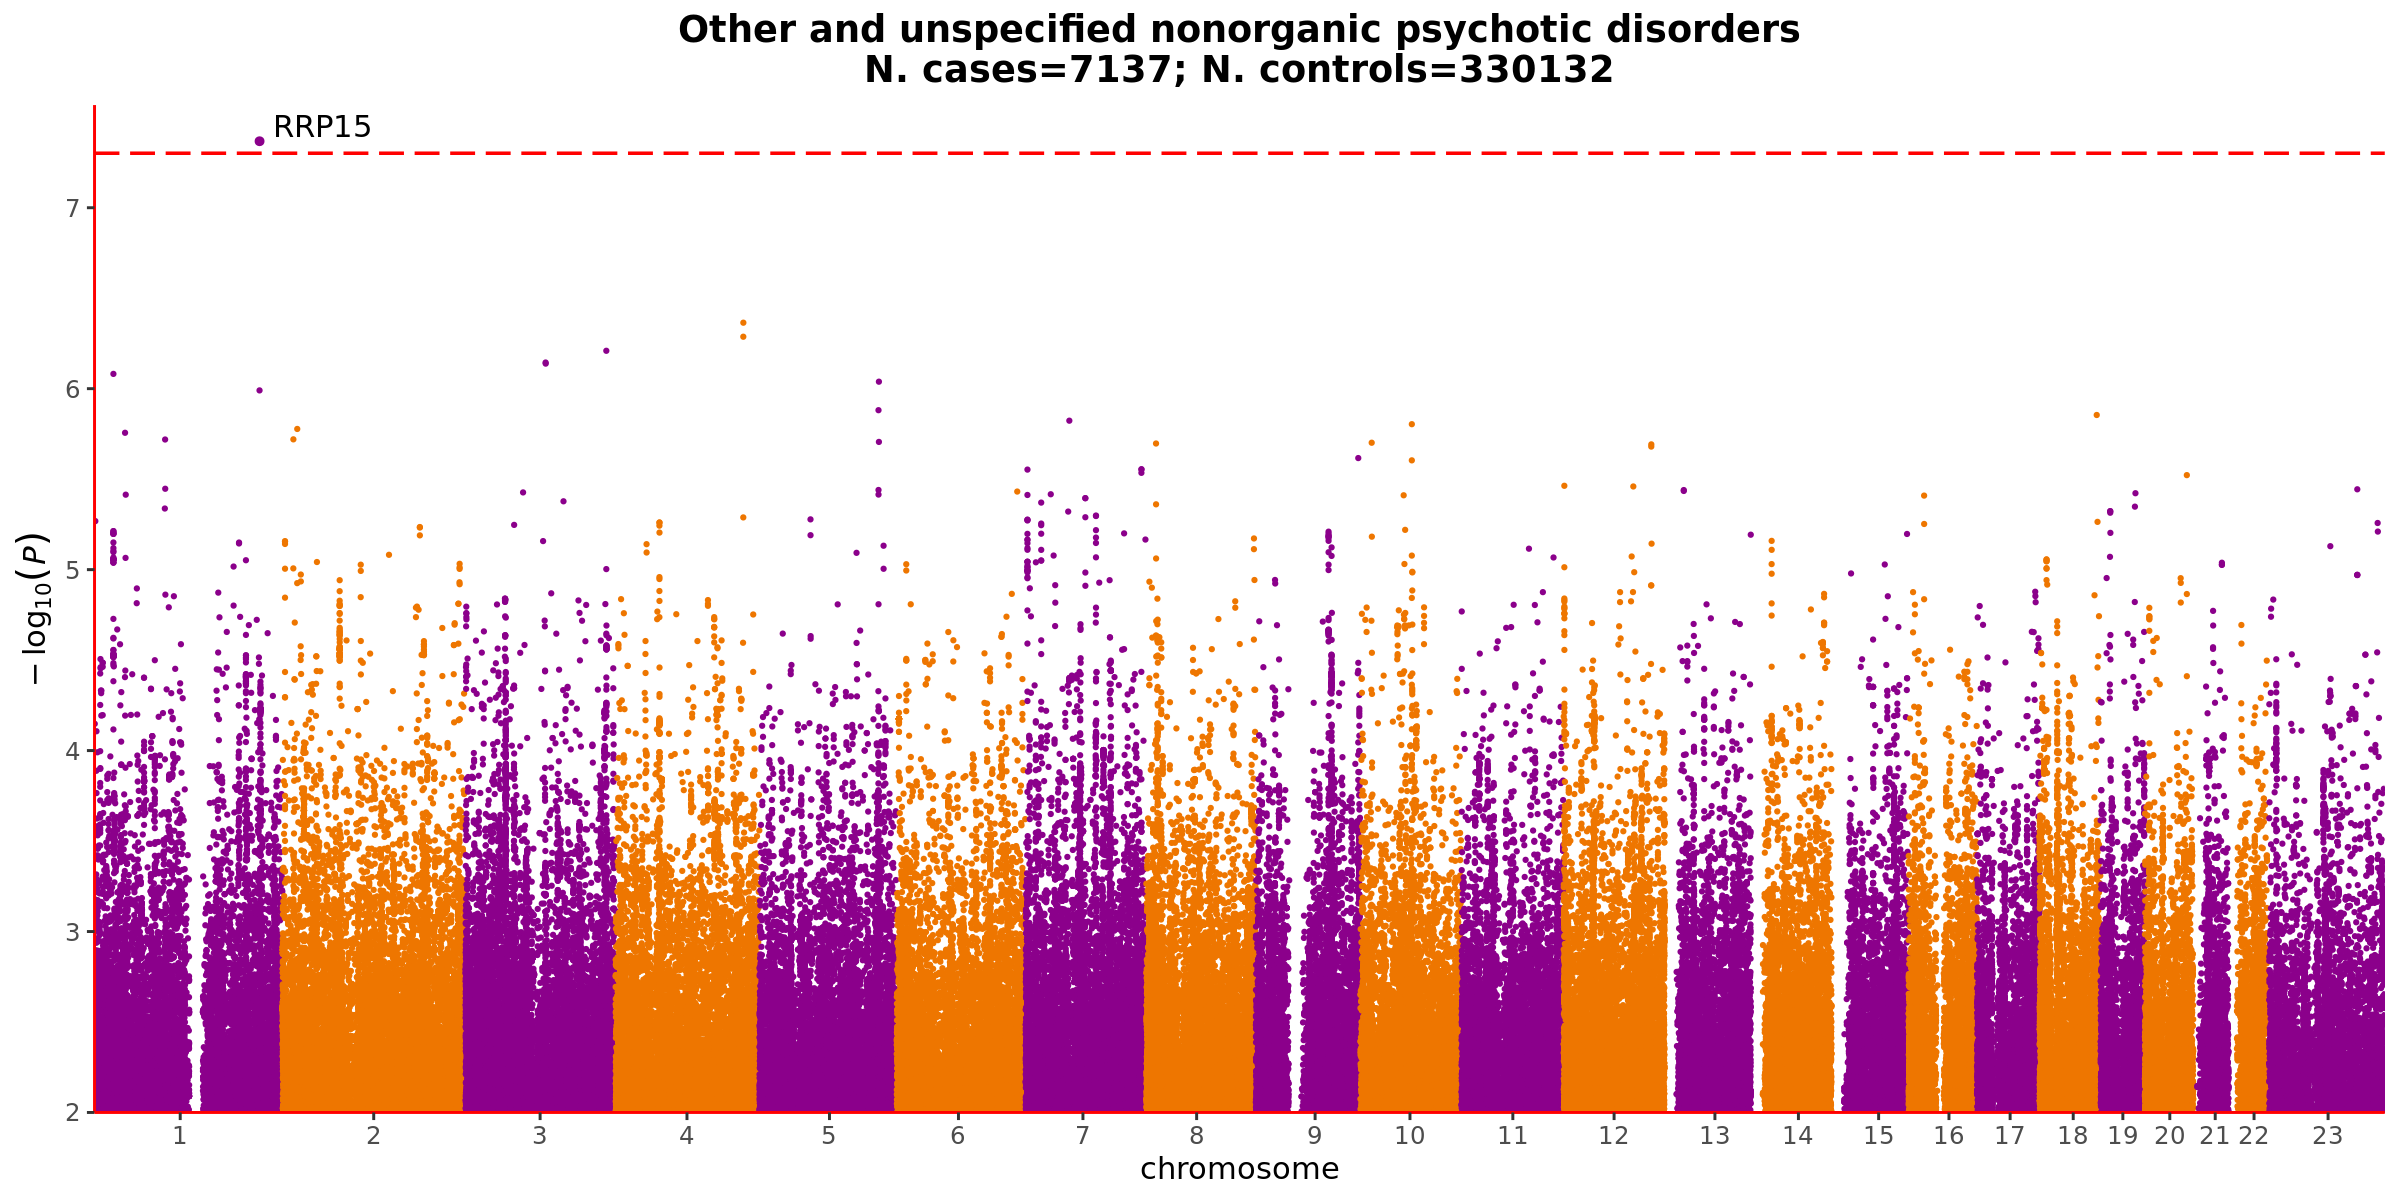 Other and unspecified nonorganic psychotic disorders
N. cases=7137; N. controls=330132
RRP15
7
6
5
4
3
2
− log10(P)
1 2 3 4 5 6 7 8 9 10 11 12 13 14 15 16 17 18 19 20 21 22 23
chromosome